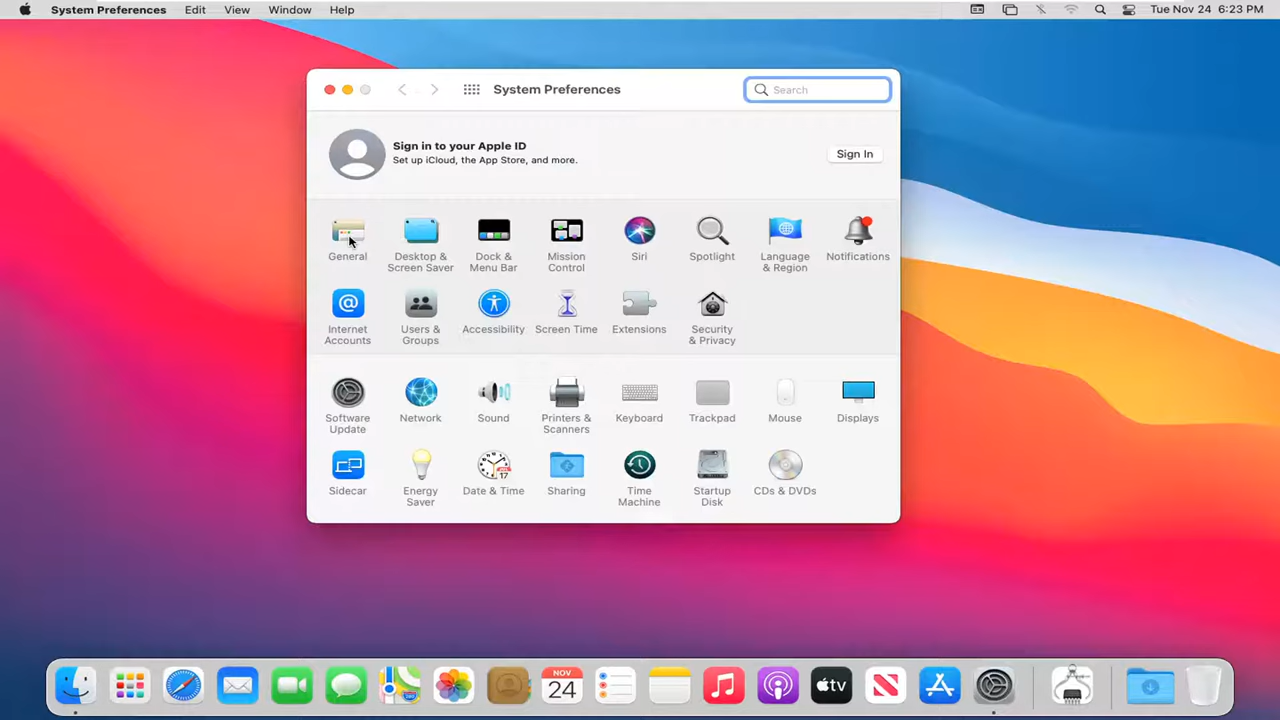 System Preferences Edit View Window Help Tue Nov 24 6:23 PM
System Preferences
Search
Sign in to your Apple ID
Set up iCloud, the App Store, and more.
Sign In
General
Desktop &
Screen Saver
Dock &
Menu Bar
Mission
Control
Siri
Spotlight
Language
& Region
Notifications
Internet
Accounts
Users &
Groups
Accessibility
Screen Time
Extensions
Security
& Privacy
Software
Update
Network
Sound
Printers &
Scanners
Keyboard
Trackpad
Mouse
Displays
Sidecar
Energy
Saver
Date & Time
Sharing
Time
Machine
Startup
Disk
CDs & DVDs
NOV
24
tv